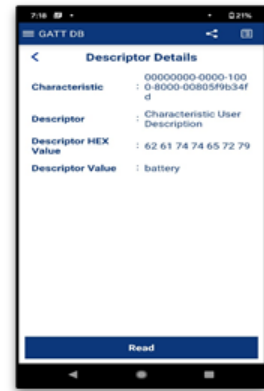 7:18
21%
GATT DB
Descriptor Details
Characteristic : 00000000-0000-100
0-8000-00805f9b34f
d
Descriptor : Characteristic User
Description
Descriptor HEX
Value : 62 61 74 74 65 72 79
Descriptor Value : battery
Read